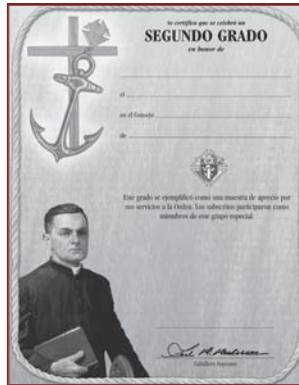 Se certifica que se celebró un
SEGUNDO GRADO
en honor de
el
en el Consejo
de
Este grado se ejemplificó como una muestra de aprecio por
sus servicios a la Orden. Los subscritos participaron como
miembros de este grupo especial.
Caballero Supremo